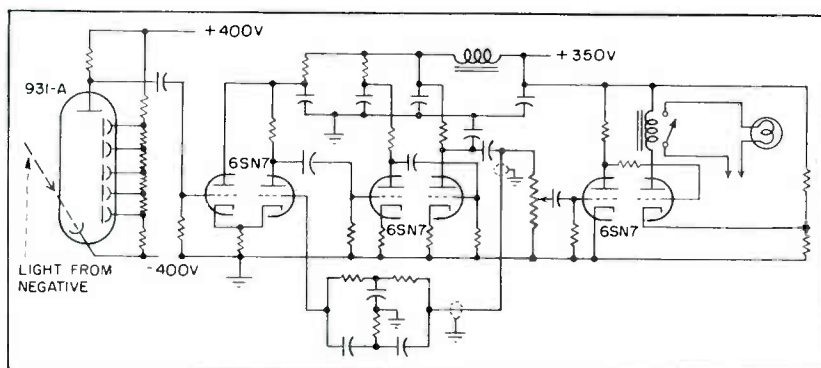 +400V
931-A
+350V
6SN7
6SN7
6SN7
LIGHT FROM
NEGATIVE
-400V